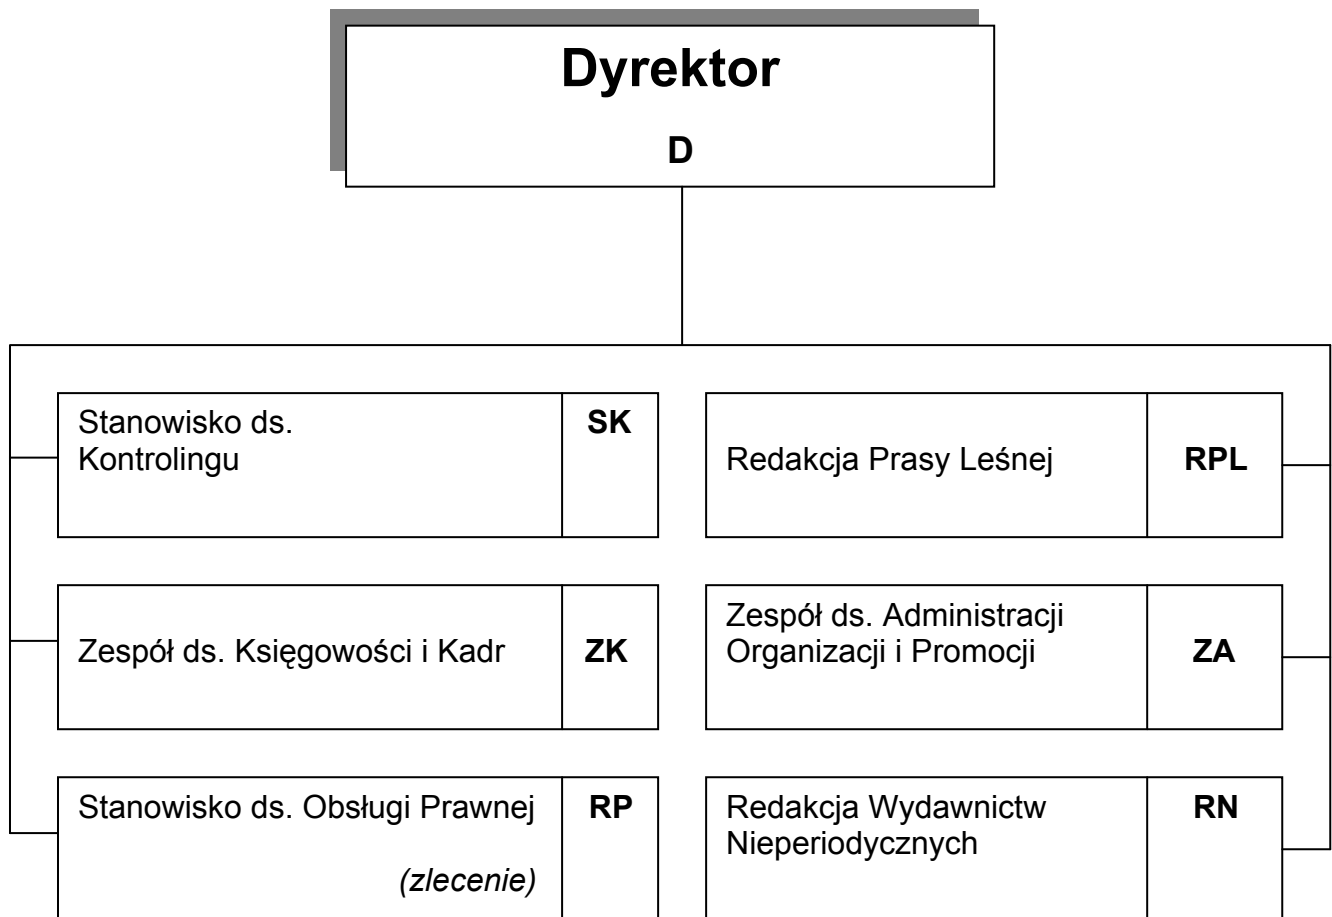 Dyrektor
D
Stanowisko ds.
Kontrolingu
SK
Redakcja Prasy Leśnej
RPL
Zespół ds. Księgowości i Kadr
ZK
Zespół ds. Administracji
Organizacji i Promocji
ZA
Stanowisko ds. Obsługi Prawnej
(zlecenie)
RP
Redakcja Wydawnictw
Nieperiodycznych
RN